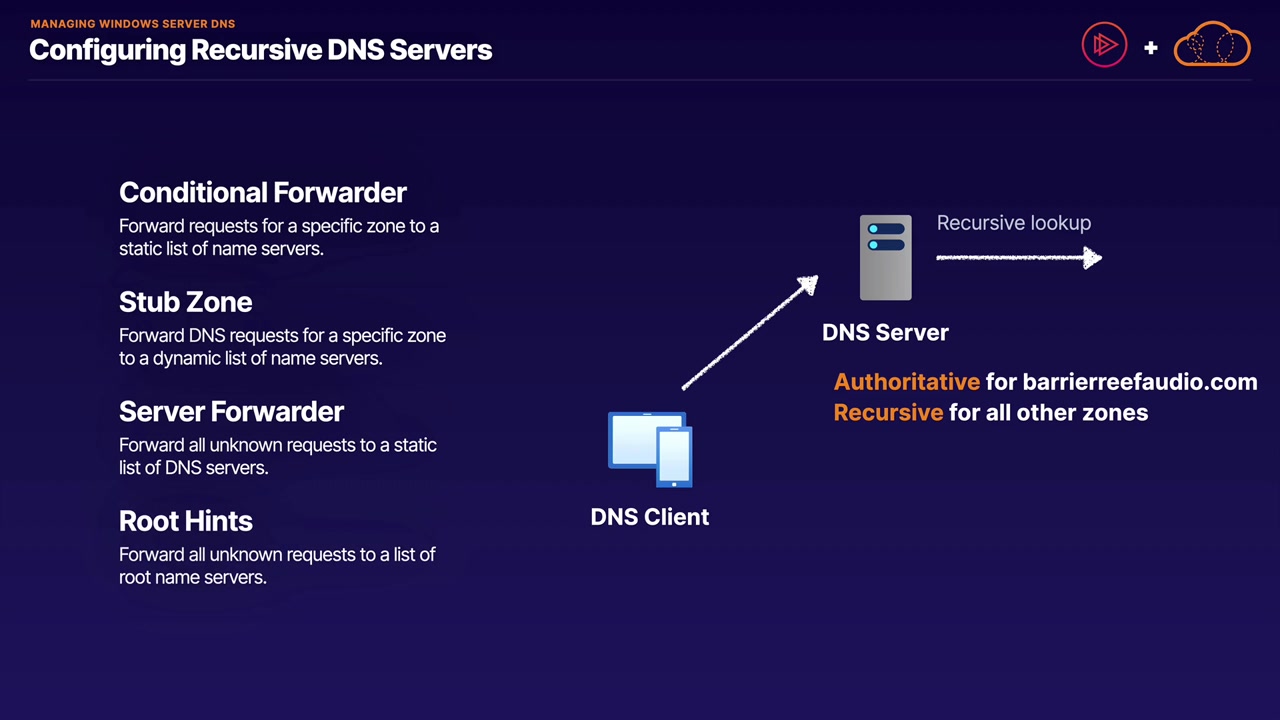 MANAGING WINDOWS SERVER DNS
Configuring Recursive DNS Servers
+
Conditional Forwarder
Forward requests for a specific zone to a
static list of name servers.
Stub Zone
Forward DNS requests for a specific zone
to a dynamic list of name servers.
Server Forwarder
Forward all unknown requests to a static
list of DNS servers.
Root Hints
Forward all unknown requests to a list of
root name servers.
Recursive lookup
DNS Server
Authoritative for barrierreefaudio.com
Recursive for all other zones
DNS Client